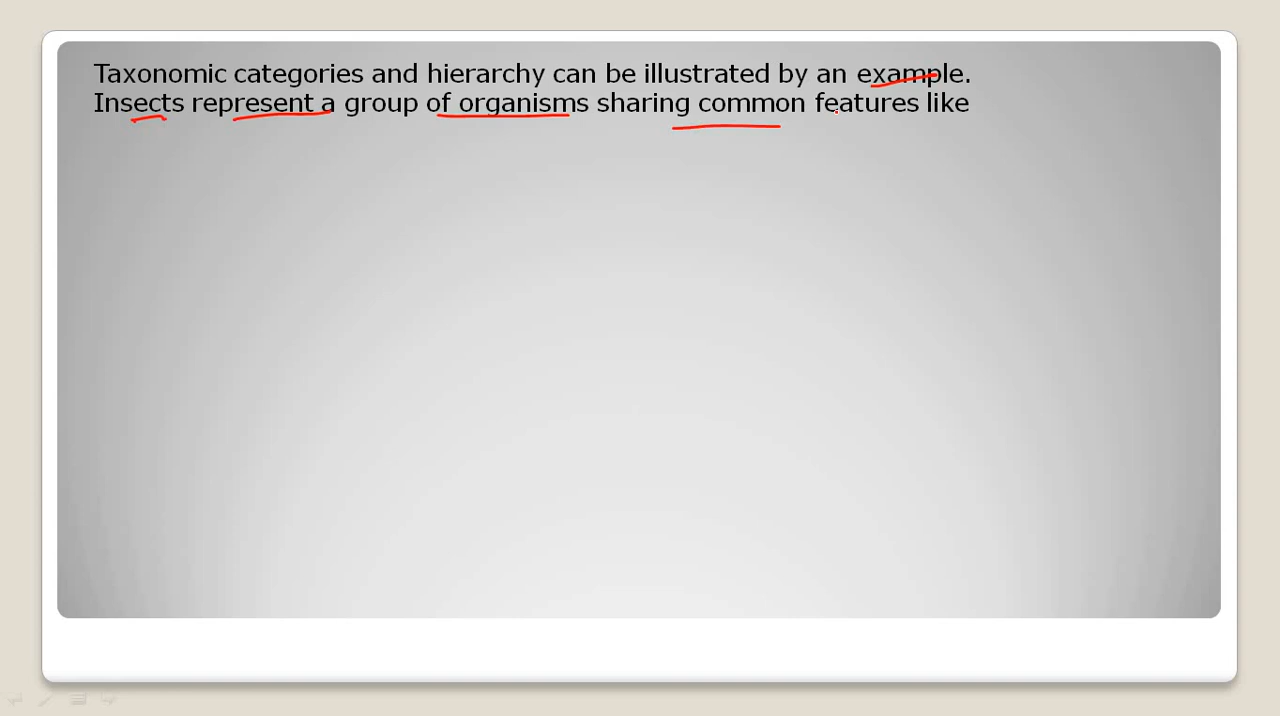 Taxonomic categories and hierarchy can be illustrated by an example.
Insects represent a group of organisms sharing common features like